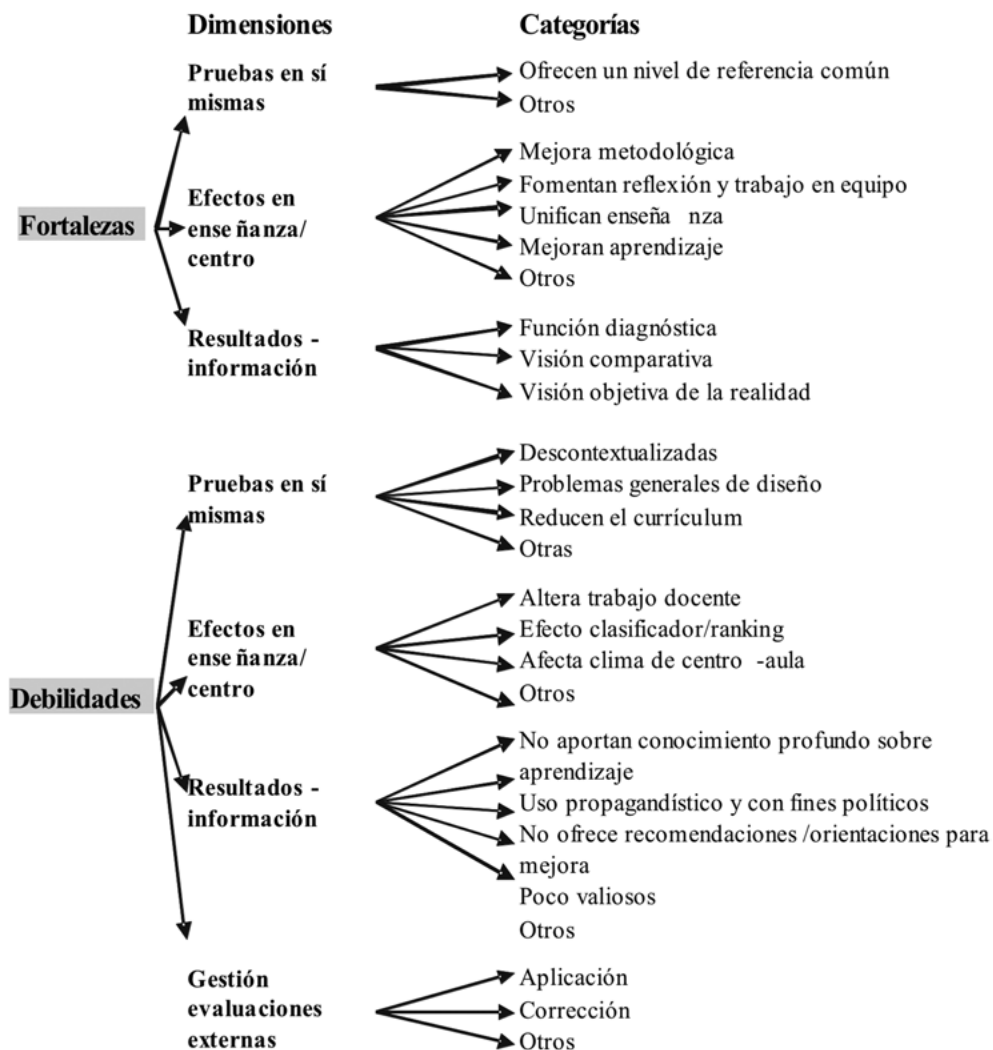 Dimensiones
Categorías
Fortalezas
Pruebas en sí
mismas
Ofrecen un nivel de referencia común
Otros
Efectos en
ense ñanza/
centro
Mejora metodológica
Fomentan reflexión y trabajo en equipo
Unifican enseña nza
Mejoran aprendizaje
Otros
Resultados -
información
Función diagnóstica
Visión comparativa
Visión objetiva de la realidad
Debilidades
Pruebas en sí
mismas
Descontextualizadas
Problemas generales de diseño
Reducen el currículum
Otras
Efectos en
ense ñanza/
centro
Altera trabajo docente
Efecto clasificador/ranking
Afecta clima de centro -aula
Otros
Resultados -
información
No aportan conocimiento profundo sobre
aprendizaje
Uso propagandístico y con fines políticos
No ofrece recomendaciones /orientaciones para
mejora
Poco valiosos
Otros
Gestión
evaluaciones
externas
Aplicación
Corrección
Otros